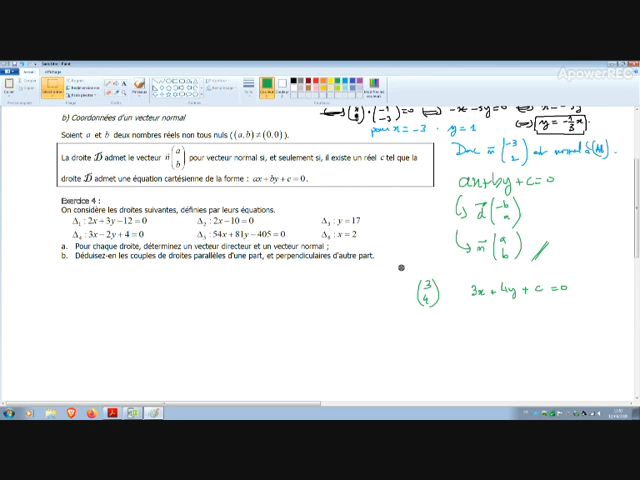 ApowerREC
b) Coordonnées d'un vecteur normal
Soient a et b deux nombres réels non tous nuls ((a,b)≠(0,0)).
La droite D admet le vecteur n(a b) pour vecteur normal si, et seulement si, il existe un réel c tel que la
droite D admet une équation cartésienne de la forme : ax+by+c=0.
Exercice 4 :
On considère les droites suivantes, définies par leurs équations.
Δ₁ : 2x+3y−12=0 Δ₂ : 2x−10=0 Δ₃ : y=17
Δ₄ : 3x−2y+4=0 Δ₅ : 54x+81y−405=0 Δ₆ : x=2
a. Pour chaque droite, déterminez un vecteur directeur et un vecteur normal ;
b. Déduisez-en les couples de droites parallèles d'une part, et perpendiculaires d'autre part.
y = -1/3 x
pour x = -3 y = 1
Donc n(-3 1) est normal à
ax+by+c=0
d(-b a)
n(a b)
(3 4) 3x + 4y + c = 0